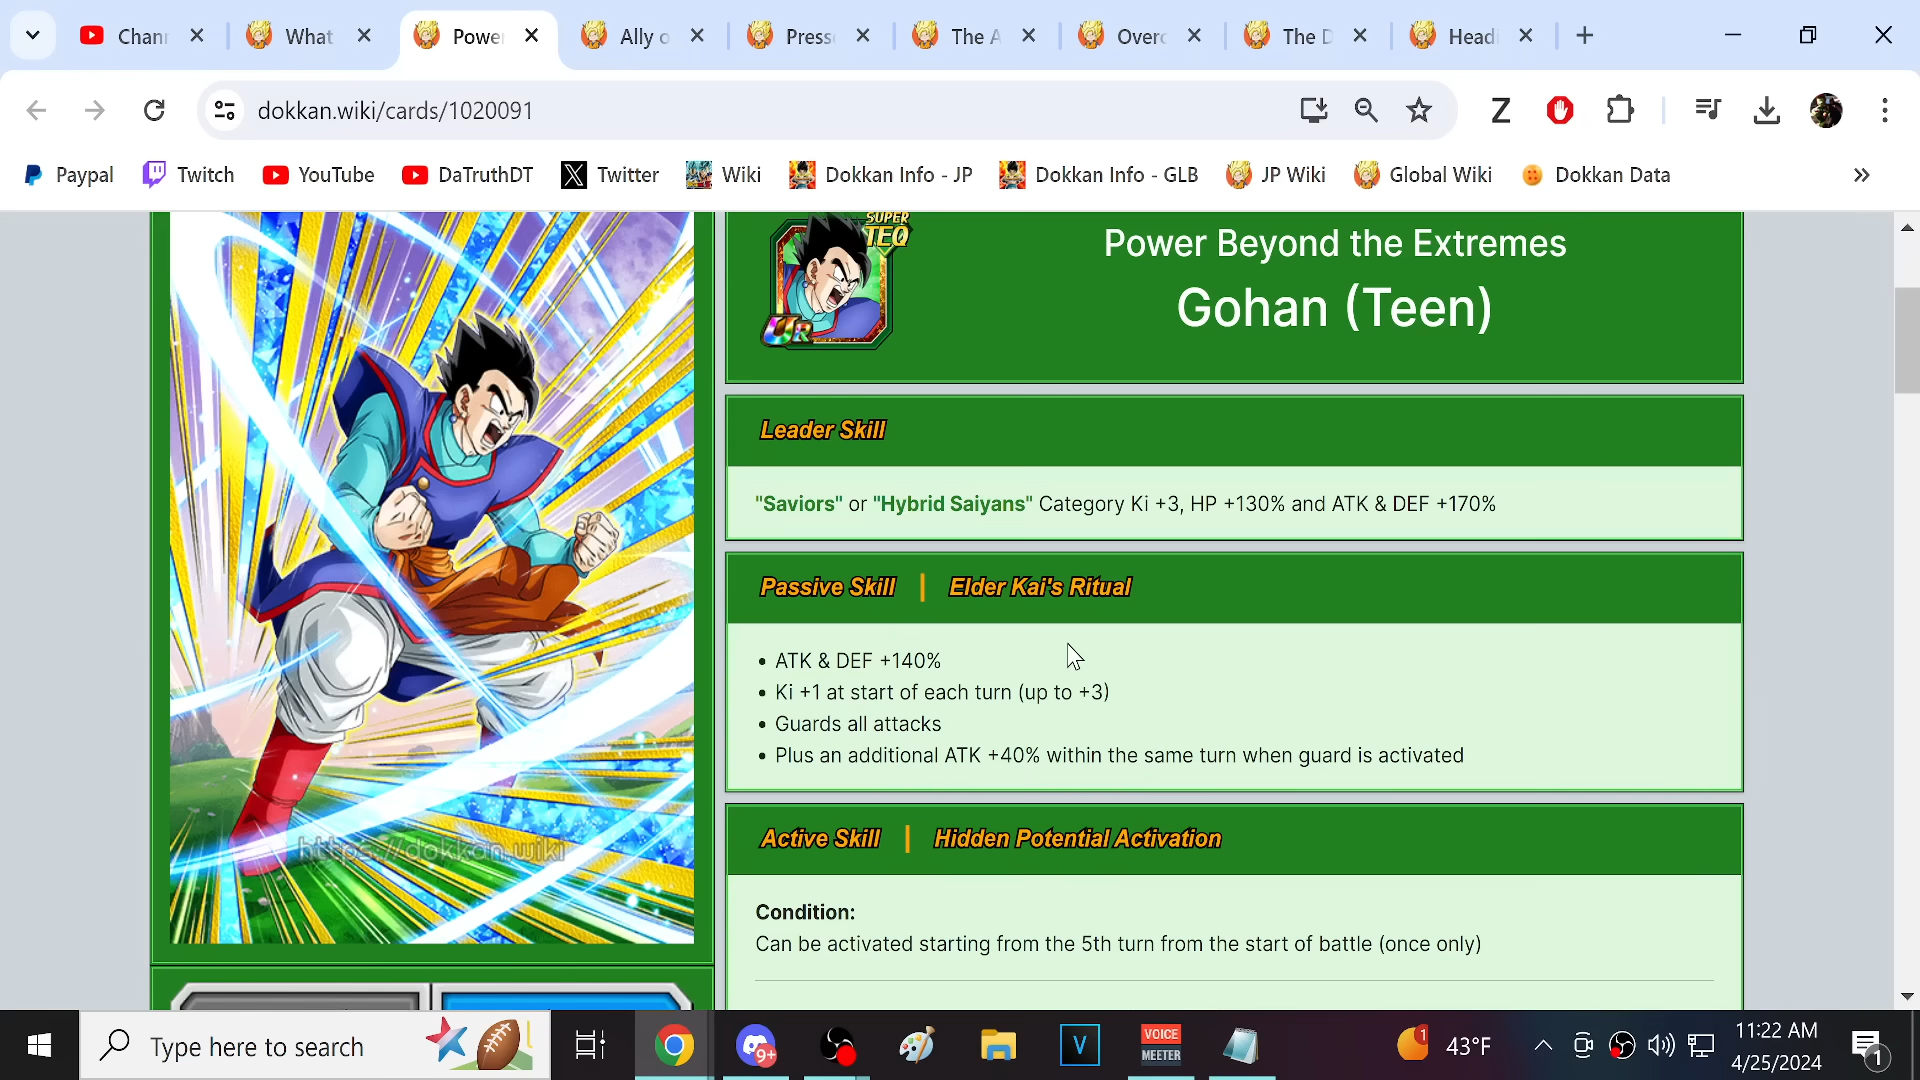 Chan
What
Power
Ally o
Press
The A
Overc
The D
Head
dokkan.wiki/cards/1020091
Z
Paypal
Twitch
YouTube
DaTruthDT
Twitter
Wiki
Dokkan Info - JP
Dokkan Info - GLB
JP Wiki
Global Wiki
Dokkan Data
»
SUPER
TEQ
UR
Power Beyond the Extremes
Gohan (Teen)
Leader Skill
"Saviors" or "Hybrid Saiyans" Category Ki +3, HP +130% and ATK & DEF +170%
Passive Skill | Elder Kai's Ritual
• ATK & DEF +140%
• Ki +1 at start of each turn (up to +3)
• Guards all attacks
• Plus an additional ATK +40% within the same turn when guard is activated
Active Skill | Hidden Potential Activation
Condition:
Can be activated starting from the 5th turn from the start of battle (once only)
https://dokkan.wiki
Type here to search
9+
V
VOICE
MEETER
1
43°F
11:22 AM
4/25/2024
1